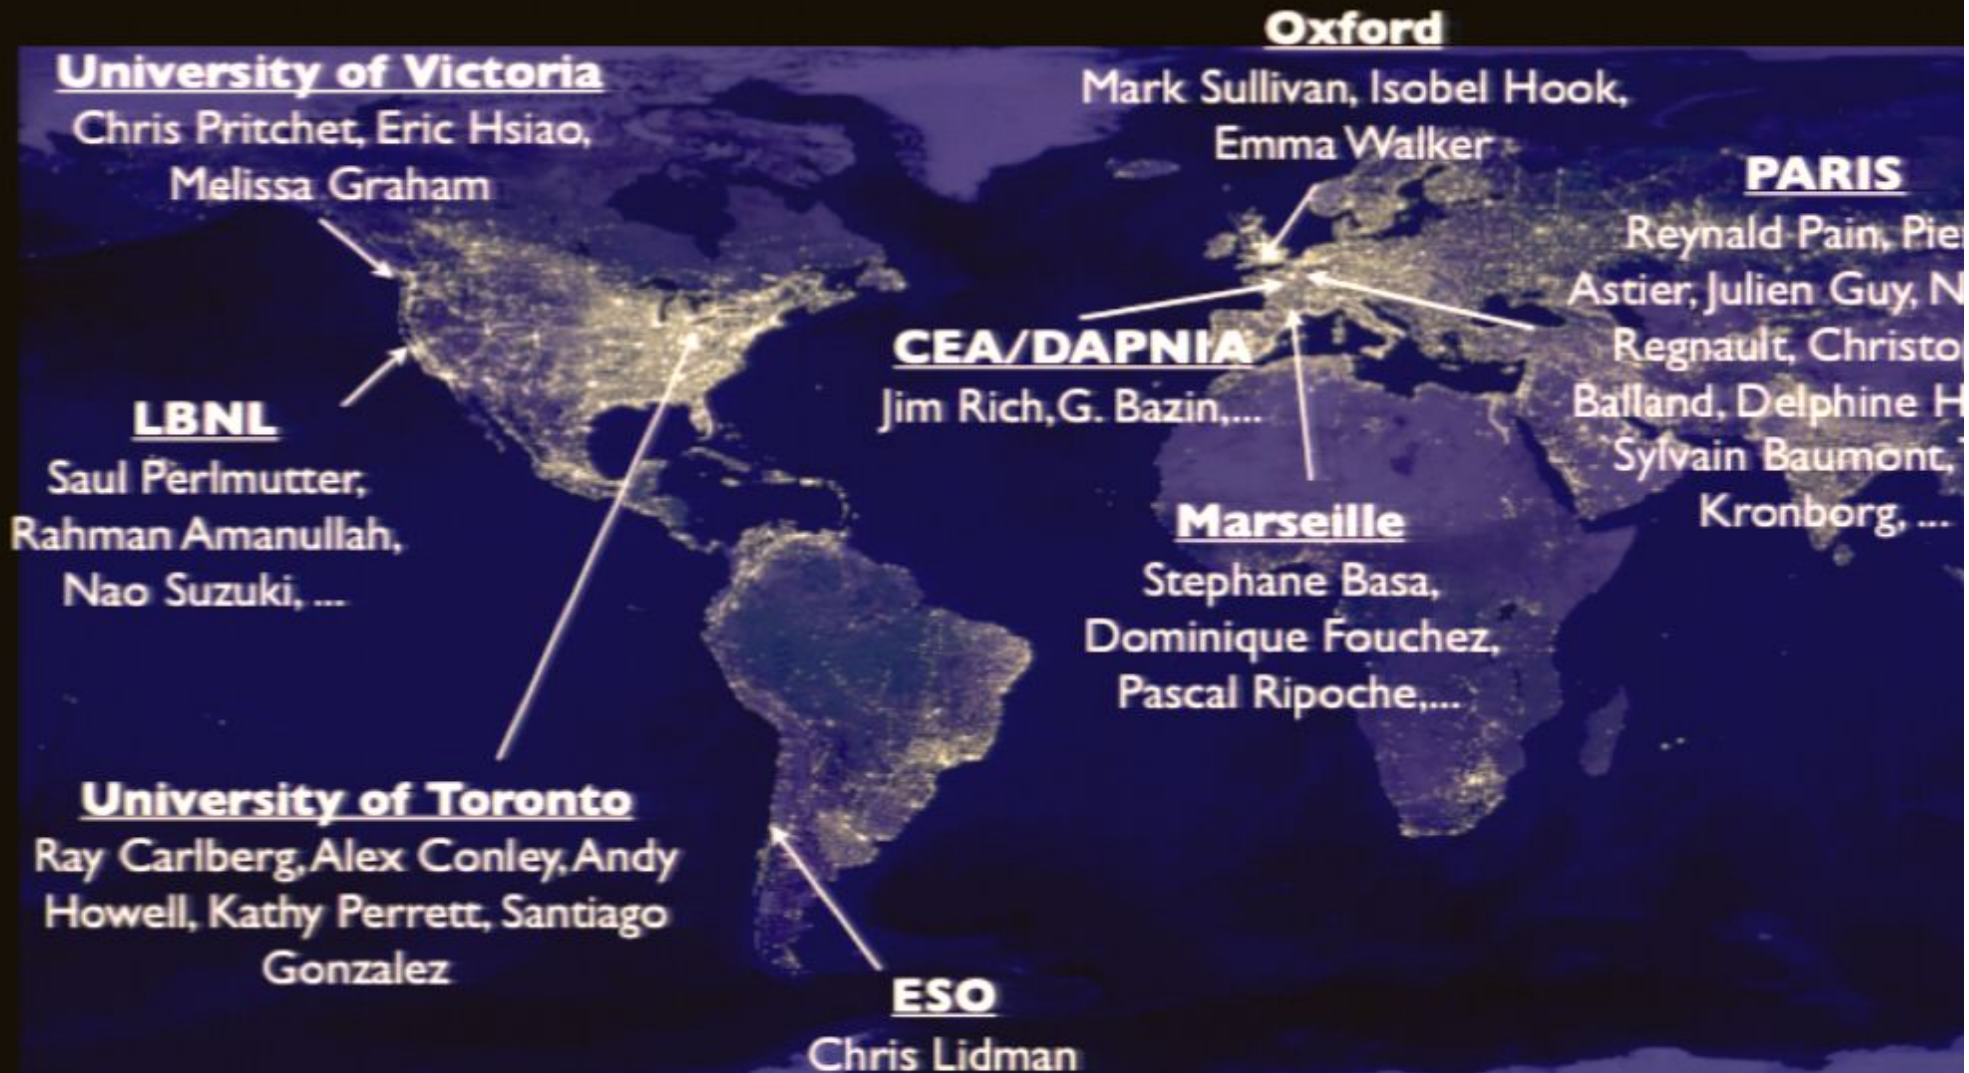 University of Victoria
Chris Pritchet, Eric Hsiao,
Melissa Graham
Oxford
Mark Sullivan, Isobel Hook,
Emma Walker
PARIS
Reynald Pain,
Astier, Julien Guy,
Regnault,
Balland, Delphine
Sylvain Baumont,
Kronborg, ...
CEA/DAPNIA
Jim Rich, G. Bazin,...
LBNL
Saul Perlmutter,
Rahman Amanullah,
Nao Suzuki, ...
Marseille
Stephane Basa,
Dominique Fouchez,
Pascal Ripoche,...
University of Toronto
Ray Carlberg, Alex Conley, Andy
Howell, Kathy Perrett, Santiago
Gonzalez
ESO
Chris Lidman